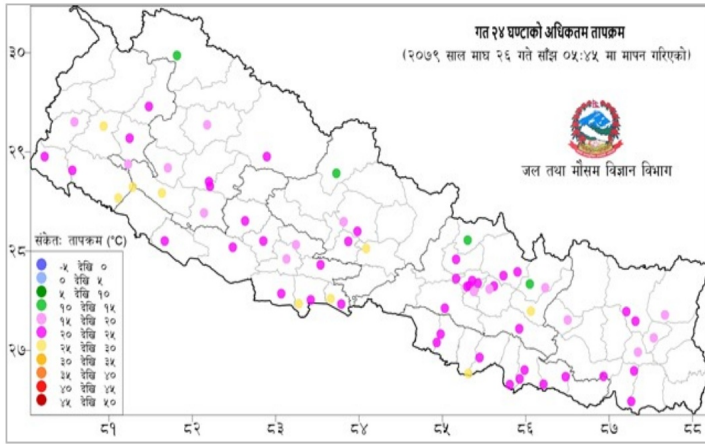 गत २४ घण्टाको अधिकतम तापक्रम
(२०७९ साल माघ २६ गते साँझ ०५:४५ मा मापन गरिएको)
जल तथा मौसम विज्ञान विभाग
३०
२९
२८
२७
संकेतः तापक्रम (°C)
-५ देखि ०
० देखि ५
५ देखि १०
१० देखि १५
१५ देखि २०
२० देखि २५
२५ देखि ३०
३० देखि ३५
३५ देखि ४०
४० देखि ४५
४५ देखि ५०
८१ ८२ ८३ ८४ ८५ ८६ ८७ ८८